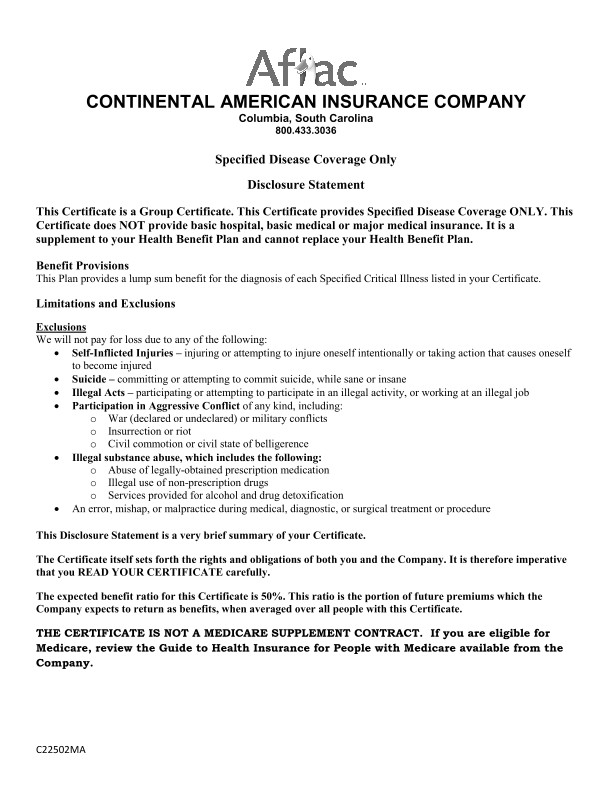 Aflac
CONTINENTAL AMERICAN INSURANCE COMPANY
Columbia, South Carolina
800.433.3036
Specified Disease Coverage Only
Disclosure Statement
This Certificate is a Group Certificate. This Certificate provides Specified Disease Coverage ONLY. This
Certificate does NOT provide basic hospital, basic medical or major medical insurance. It is a
supplement to your Health Benefit Plan and cannot replace your Health Benefit Plan.
Benefit Provisions
This Plan provides a lump sum benefit for the diagnosis of each Specified Critical Illness listed in your Certificate.
Limitations and Exclusions
Exclusions
We will not pay for loss due to any of the following:
• Self-Inflicted Injuries – injuring or attempting to injure oneself intentionally or taking action that causes oneself
to become injured
• Suicide – committing or attempting to commit suicide, while sane or insane
• Illegal Acts – participating or attempting to participate in an illegal activity, or working at an illegal job
• Participation in Aggressive Conflict of any kind, including:
o War (declared or undeclared) or military conflicts
o Insurrection or riot
o Civil commotion or civil state of belligerence
• Illegal substance abuse, which includes the following:
o Abuse of legally-obtained prescription medication
o Illegal use of non-prescription drugs
o Services provided for alcohol and drug detoxification
• An error, mishap, or malpractice during medical, diagnostic, or surgical treatment or procedure
This Disclosure Statement is a very brief summary of your Certificate.
The Certificate itself sets forth the rights and obligations of both you and the Company. It is therefore imperative
that you READ YOUR CERTIFICATE carefully.
The expected benefit ratio for this Certificate is 50%. This ratio is the portion of future premiums which the
Company expects to return as benefits, when averaged over all people with this Certificate.
THE CERTIFICATE IS NOT A MEDICARE SUPPLEMENT CONTRACT. If you are eligible for
Medicare, review the Guide to Health Insurance for People with Medicare available from the
Company.
C22502MA